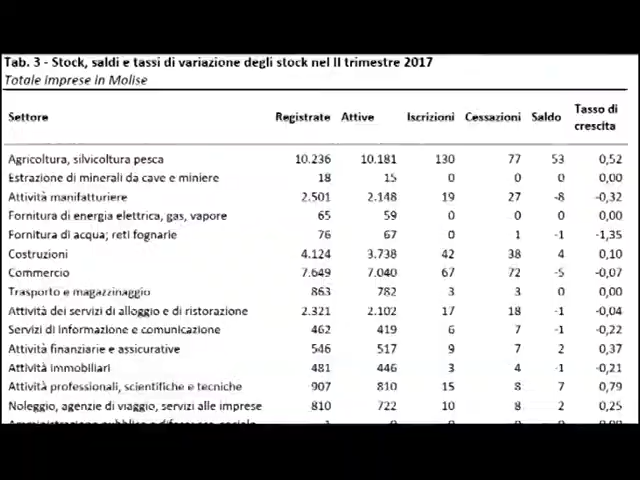 Tab. 3 - Stock, saldi e tassi di variazione degli stock nel II trimestre 2017
Totale imprese in Molise
Settore Registrate Attive Iscrizioni Cessazioni Saldo Tasso di crescita
Agricoltura, silvicoltura pesca 10.236 10.181 130 77 53 0,52
Estrazione di minerali da cave e miniere 18 15 0 0 0 0,00
Attività manifatturiere 2.501 2.148 19 27 -8 -0,32
Fornitura di energia elettrica, gas, vapore 65 59 0 0 0 0,00
Fornitura di acqua; reti fognarie 76 67 0 1 -1 -1,35
Costruzioni 4.124 3.738 42 38 4 0,10
Commercio 7.649 7.040 67 72 -5 -0,07
Trasporto e magazzinaggio 863 782 3 3 0 0,00
Attività dei servizi di alloggio e di ristorazione 2.321 2.102 17 18 -1 -0,04
Servizi di informazione e comunicazione 462 419 6 7 -1 -0,22
Attività finanziarie e assicurative 546 517 9 7 2 0,37
Attività immobiliari 481 446 3 4 -1 -0,21
Attività professionali, scientifiche e tecniche 907 810 15 8 7 0,79
Noleggio, agenzie di viaggio, servizi alle imprese 810 722 10 8 2 0,25